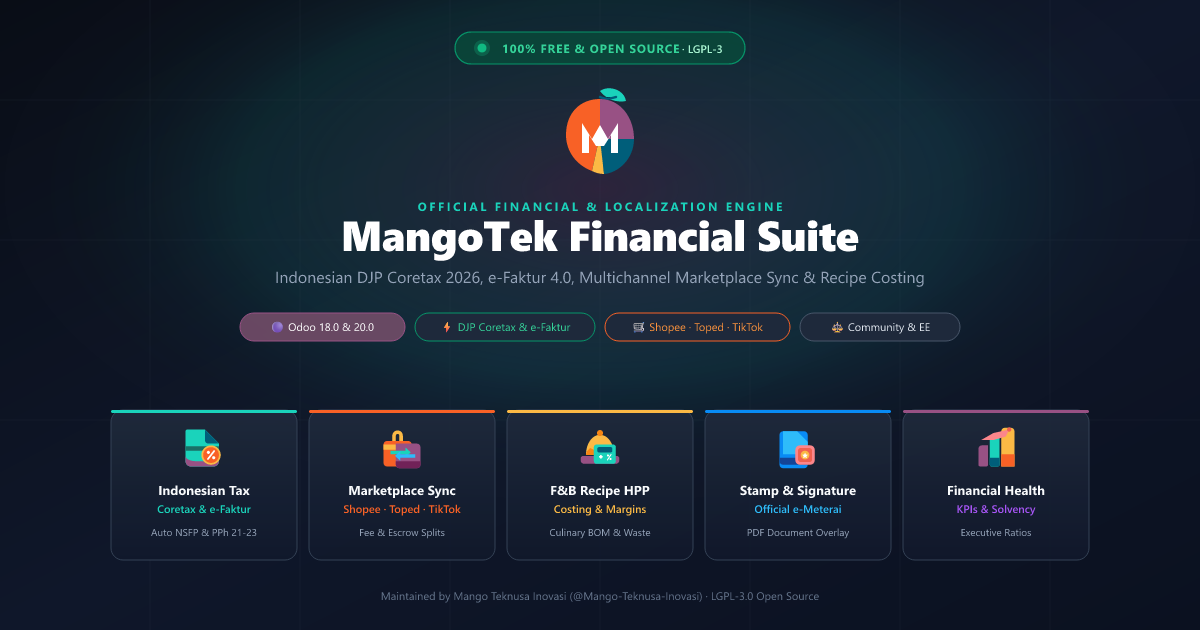 100% FREE & OPEN SOURCE · LGPL-3
M
OFFICIAL FINANCIAL & LOCALIZATION ENGINE
MangoTek Financial Suite
Indonesian DJP Coretax 2026, e-Faktur 4.0, Multichannel Marketplace Sync & Recipe Costing
Odoo 18.0 & 20.0
DJP Coretax & e-Faktur
Shopee · Toped · TikTok
Community & EE
Indonesian Tax
Coretax & e-Faktur
Auto NSFP & PPh 21-23
Marketplace Sync
Shopee · Toped · TikTok
Fee & Escrow Splits
F&B Recipe HPP
Costing & Margins
Culinary BOM & Waste
Stamp & Signature
Official e-Meterai
PDF Document Overlay
Financial Health
KPIs & Solvency
Executive Ratios
Maintained by Mango Teknusa Inovasi (@Mango-Teknusa-Inovasi) · LGPL-3.0 Open Source